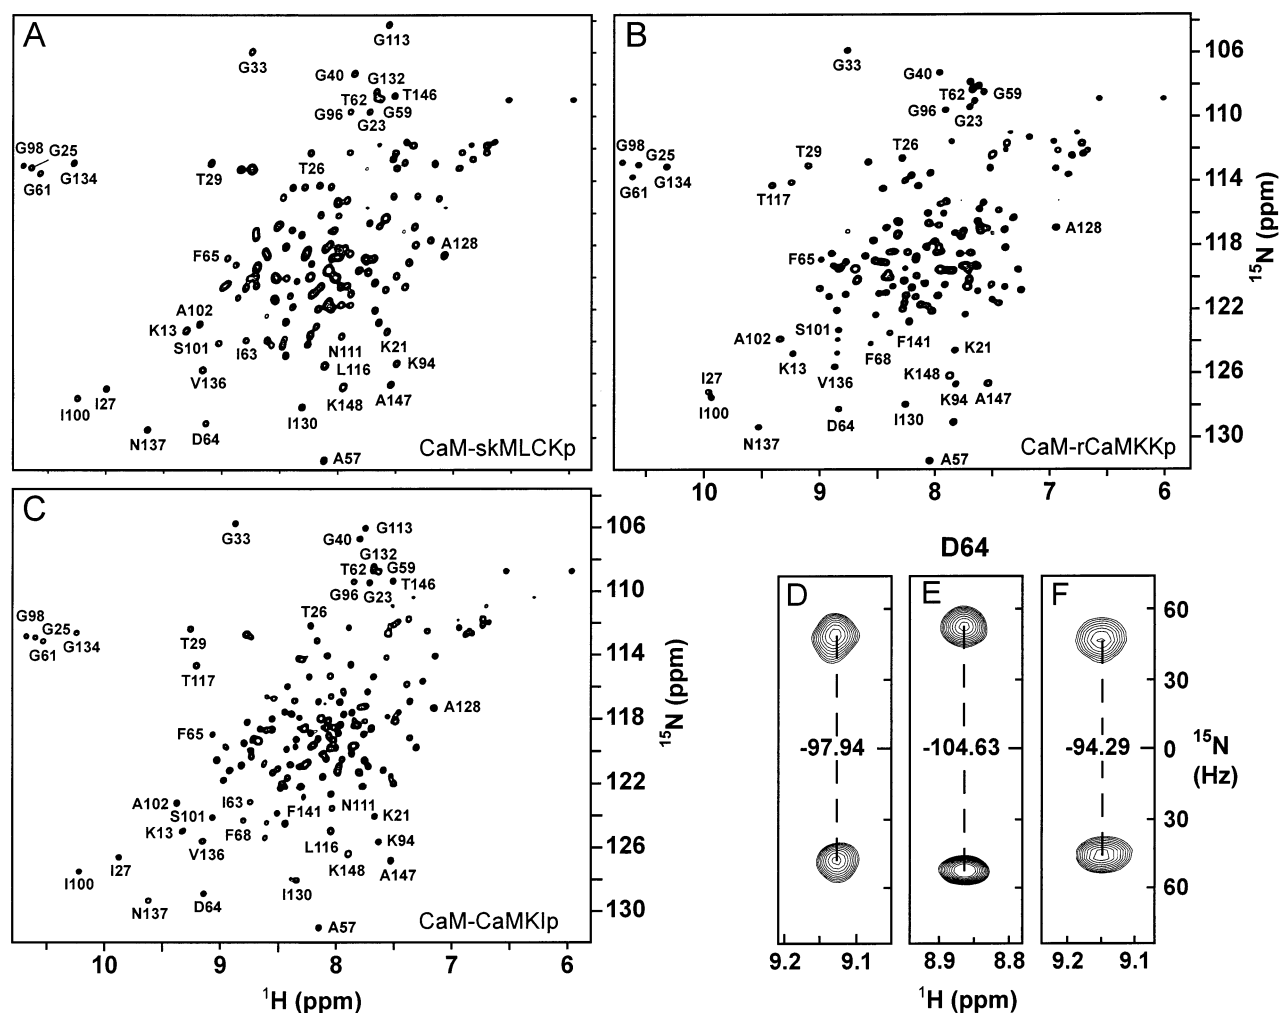 A
G113
G33
G40
G132
T62
T146
G96
G59
G23
G98
G25
G61
G134
T29
T26
A128
F65
A102
K13
S101
I63
N111
K21
L116
K94
V136
K148
A147
I27
I100
I130
N137
D64
A57
CaM-skMLCKp
B
G33
G40
T62
G59
G96
G23
G98
G25
G61
G134
T29
T26
T117
A128
F65
S101
A102
F141
K13
F68
K21
V136
K148
I27
K94
A147
I100
D64
I130
N137
A57
CaM-rCaMKKp
106
110
114
118
122
126
130
15N (ppm)
10 9 8 7 6
C
G33
G113
G40
G132
T62
G59
G96
T146
G23
G98
G25
G61
G134
T26
T29
T117
A128
F65
A102
I63
S101
F141
N111
K21
K13
F68
V136
L116
K94
K148
A147
I27
I100
I130
N137
D64
A57
CaM-CaMKIp
106
110
114
118
122
126
130
15N (ppm)
10 9 8 7 6
1H (ppm)
D64
D
E
F
-97.94
-104.63
-94.29
60
30
0
30
60
15N
(Hz)
9.2 9.1
8.9 8.8
9.2 9.1
1H (ppm)